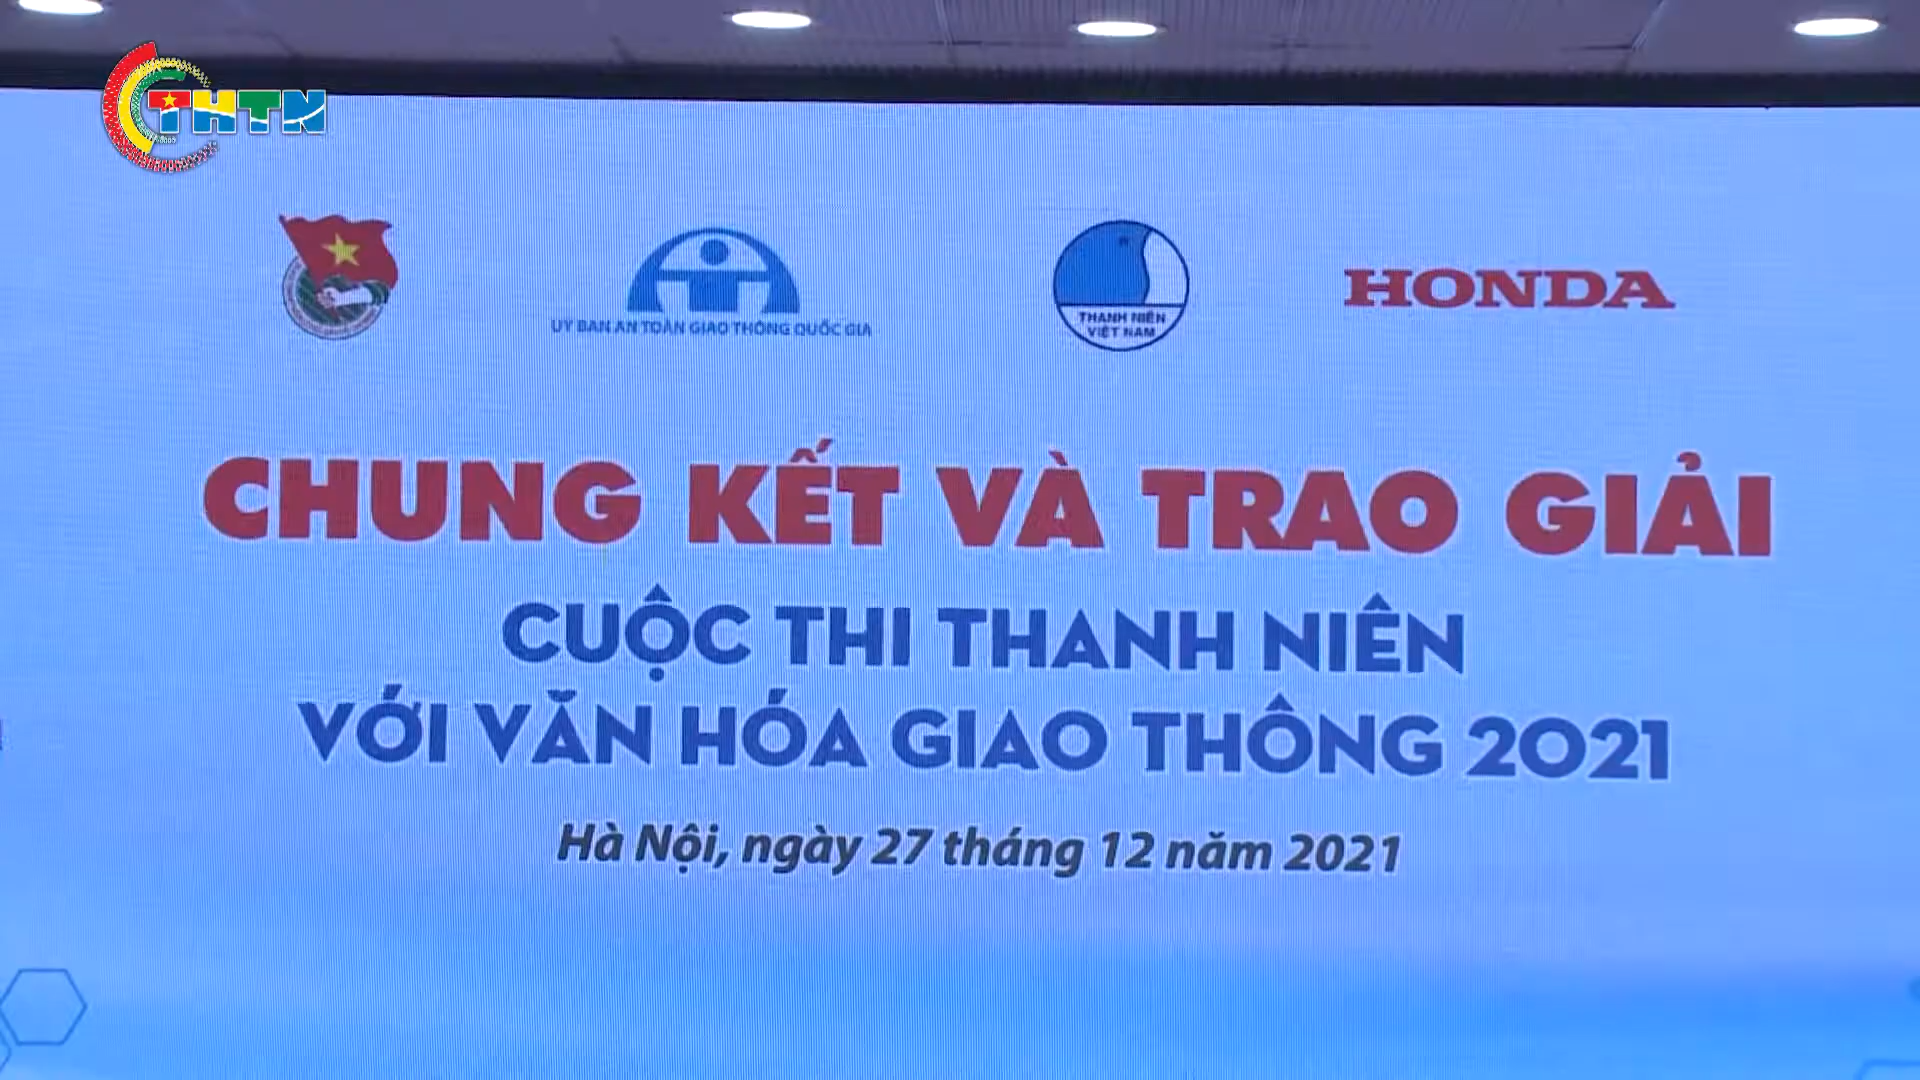 THTN
UỶ BAN AN TOÀN GIAO THÔNG QUỐC GIA
THANH NIÊN
VIỆT NAM
HONDA
CHUNG KẾT VÀ TRAO GIẢI
CUỘC THI THANH NIÊN
VỚI VĂN HÓA GIAO THÔNG 2021
Hà Nội, ngày 27 tháng 12 năm 2021